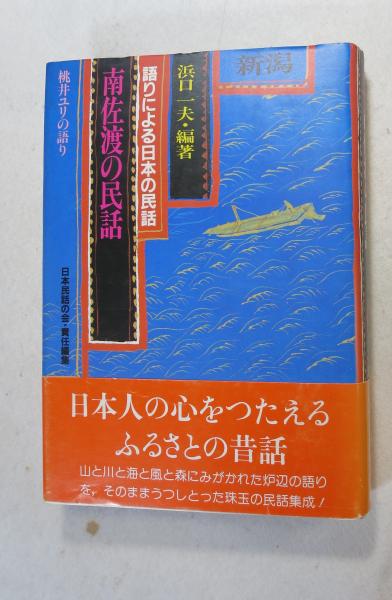 新潟
浜口一夫・編著
語りによる日本の民話
南佐渡の民話
桃井ユリの語り
日本民話の会・責任編集
日本人の心をつたえる
ふるさとの昔話
山と川と海と風と森にみがかれた炉辺の語り
を,そのままうつしとった珠玉の民話集成!